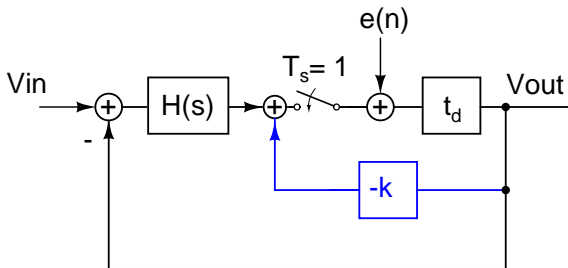 e(n)
Vin
H(s)
T_s= 1
t_d
Vout
-
-k